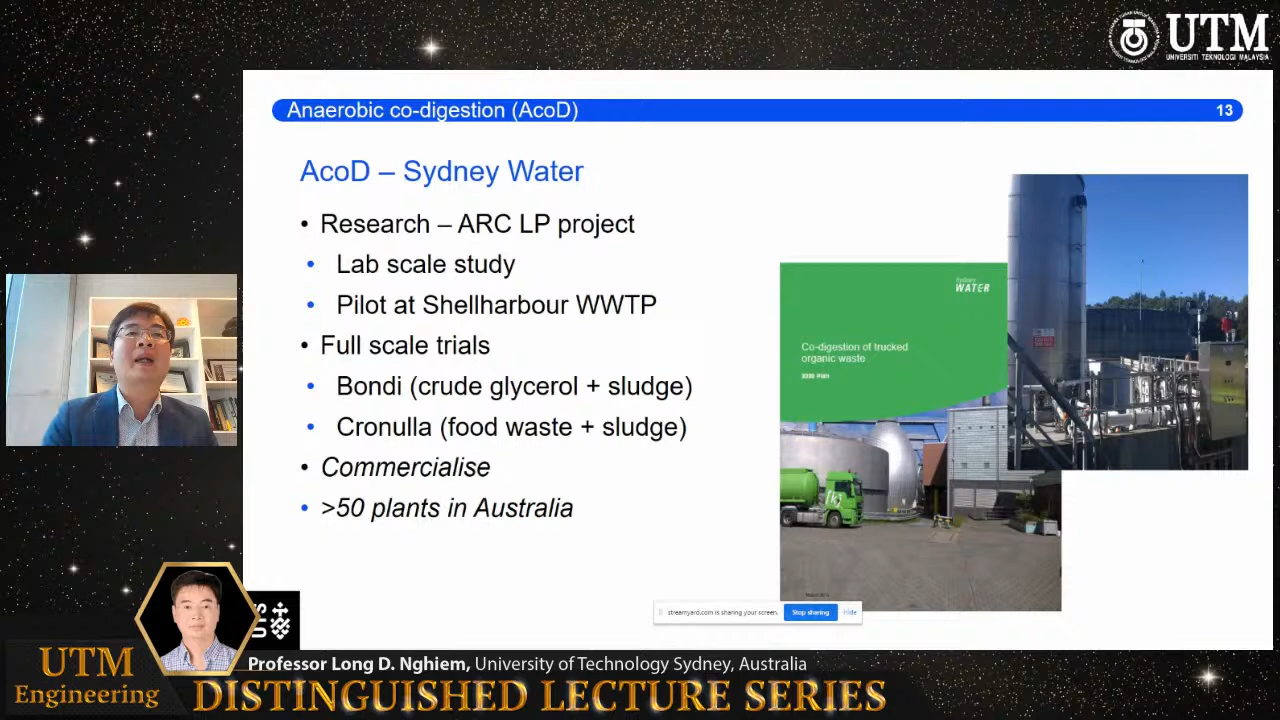 UTM
UNIVERSITI TEKNOLOGI MALAYSIA
Anaerobic co-digestion (AcoD)
13
AcoD – Sydney Water
• Research – ARC LP project
• Lab scale study
• Pilot at Shellharbour WWTP
• Full scale trials
• Bondi (crude glycerol + sludge)
• Cronulla (food waste + sludge)
• Commercialise
• >50 plants in Australia
Sydney
WATER
Co-digestion of trucked
organic waste
streamyard.com is sharing your screen.
Stop sharing
Hide
UTM
Engineering
Professor Long D. Nghiem, University of Technology Sydney, Australia
DISTINGUISHED LECTURE SERIES